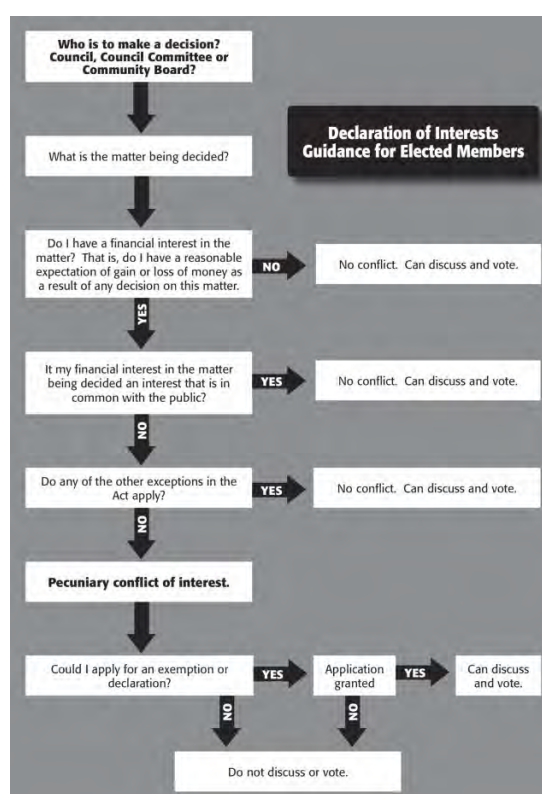 Who is to make a decision?
Council, Council Committee or
Community Board?
Declaration of Interests
Guidance for Elected Members
What is the matter being decided?
Do I have a financial interest in the
matter? That is, do I have a reasonable
expectation of gain or loss of money as
a result of any decision on this matter.
NO
No conflict. Can discuss and vote.
YES
It my financial interest in the matter
being decided an interest that is in
common with the public?
YES
No conflict. Can discuss and vote.
NO
Do any of the other exceptions in the
Act apply?
YES
No conflict. Can discuss and vote.
NO
Pecuniary conflict of interest.
Could I apply for an exemption or
declaration?
YES
Application
granted
YES
Can discuss
and vote.
NO
NO
Do not discuss or vote.